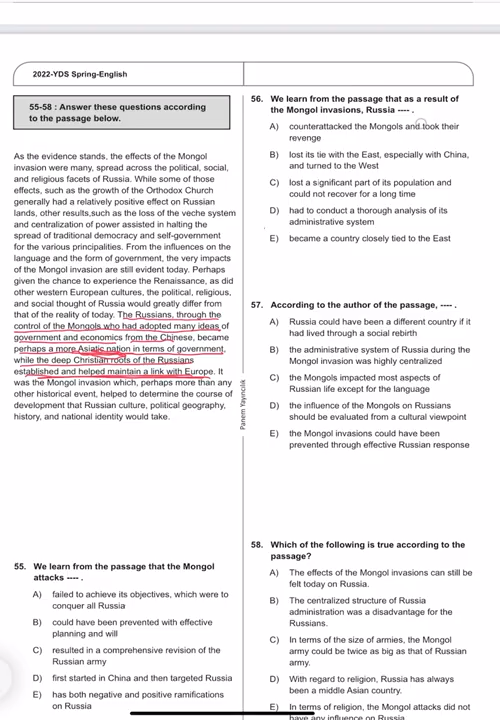 2022-YDS Spring-English
55-58 : Answer these questions according
to the passage below.
As the evidence stands, the effects of the Mongol
invasion were many, spread across the political, social,
and religious facets of Russia. While some of those
effects, such as the growth of the Orthodox Church
generally had a relatively positive effect on Russian
lands, other results,such as the loss of the veche system
and centralization of power assisted in halting the
spread of traditional democracy and self-government
for the various principalities. From the influences on the
language and the form of government, the very impacts
of the Mongol invasion are still evident today. Perhaps
given the chance to experience the Renaissance, as did
other western European cultures, the political, religious,
and social thought of Russia would greatly differ from
that of the reality of today. The Russians, through the
control of the Mongols who had adopted many ideas of
government and economics from the Chinese, became
perhaps a more Asiatic nation in terms of government,
while the deep Christian roots of the Russians
established and helped maintain a link with Europe. It
was the Mongol invasion which, perhaps more than any
other historical event, helped to determine the course of
development that Russian culture, political geography,
history, and national identity would take.
55. We learn from the passage that the Mongol
attacks ---- .
A) failed to achieve its objectives, which were to
conquer all Russia
B) could have been prevented with effective
planning and will
C) resulted in a comprehensive revision of the
Russian army
D) first started in China and then targeted Russia
E) has both negative and positive ramifications
on Russia
Panem Yayıncılık
56. We learn from the passage that as a result of
the Mongol invasions, Russia ---- .
A) counterattacked the Mongols and took their
revenge
B) lost its tie with the East, especially with China,
and turned to the West
C) lost a significant part of its population and
could not recover for a long time
D) had to conduct a thorough analysis of its
administrative system
E) became a country closely tied to the East
57. According to the author of the passage, ---- .
A) Russia could have been a different country if it
had lived through a social rebirth
B) the administrative system of Russia during the
Mongol invasion was highly centralized
C) the Mongols impacted most aspects of
Russian life except for the language
D) the influence of the Mongols on Russians
should be evaluated from a cultural viewpoint
E) the Mongol invasions could have been
prevented through effective Russian response
58. Which of the following is true according to the
passage?
A) The effects of the Mongol invasions can still be
felt today on Russia.
B) The centralized structure of Russia
administration was a disadvantage for the
Russians.
C) In terms of the size of armies, the Mongol
army could be twice as big as that of Russian
army.
D) With regard to religion, Russia has always
been a middle Asian country.
E) In terms of religion, the Mongol attacks did not
have any influence on Russia.